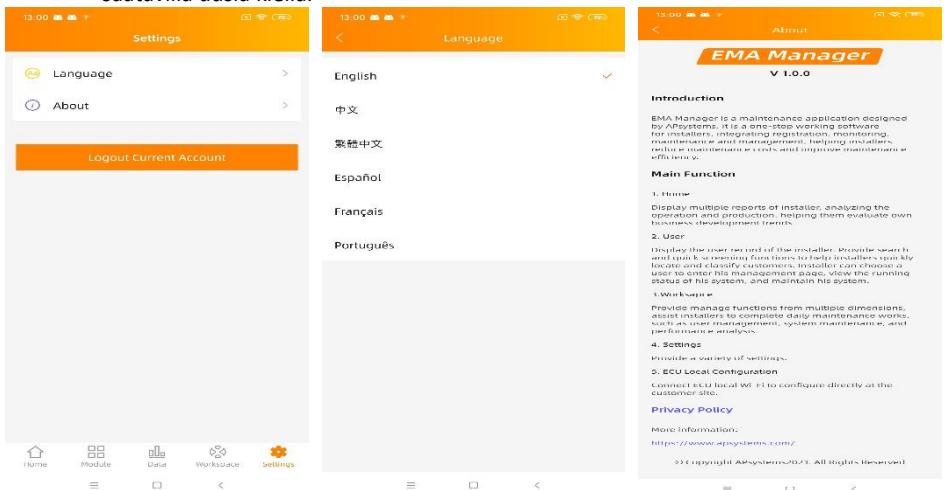 13:00
Settings
Language
About
Logout Current Account
Home
Module
Data
Workspace
Settings
13:00
Language
English
中文
繁體中文
Español
Français
Português
13:00
About
EMA Manager
V 1.0.0
Introduction
EMA Manager is a maintenance application designed
by APsystems. It is a one-stop working software
for installers, integrating registration, monitoring,
maintenance and management, helping installers
reduce maintenance costs and improve maintenance
efficiency.
Main Function
1. Home
Display multiple reports of installer, analyzing the
operation and production, helping them evaluate own
business development trends.
2. User
Display the user record of the installer. Provide search
and quick screening functions to help installers quickly
locate and classify customers. Installer can choose a
user to enter his management page, view the running
status of his system, and maintain his system.
Provide manage functions from multiple dimensions,
assist installers to complete daily maintenance works,
such as user management, system maintenance, and
performance analysis.
4. Settings
Provide a variety of settings.
5. ECU Local Configuration
Connect ECU local Wi-Fi to configure directly at the
customer site.
Privacy Policy
More information:
https://www.apsystems.com/
©Copyright APsystems2021. All Rights Reserved